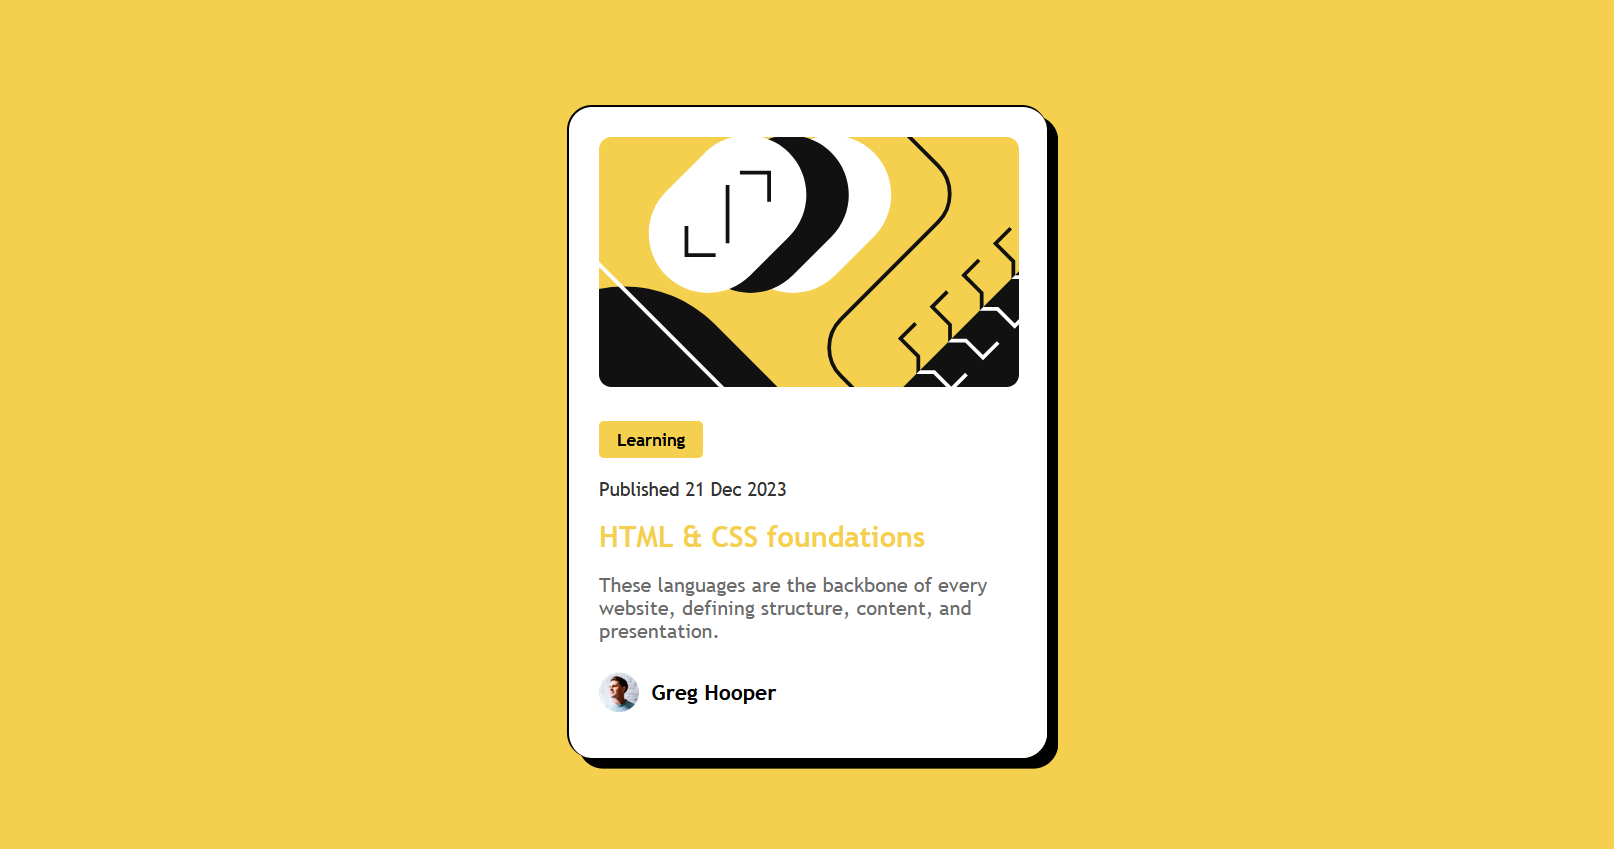 Learning
Published 21 Dec 2023
HTML & CSS foundations
These languages are the backbone of every
website, defining structure, content, and
presentation.
Greg Hooper